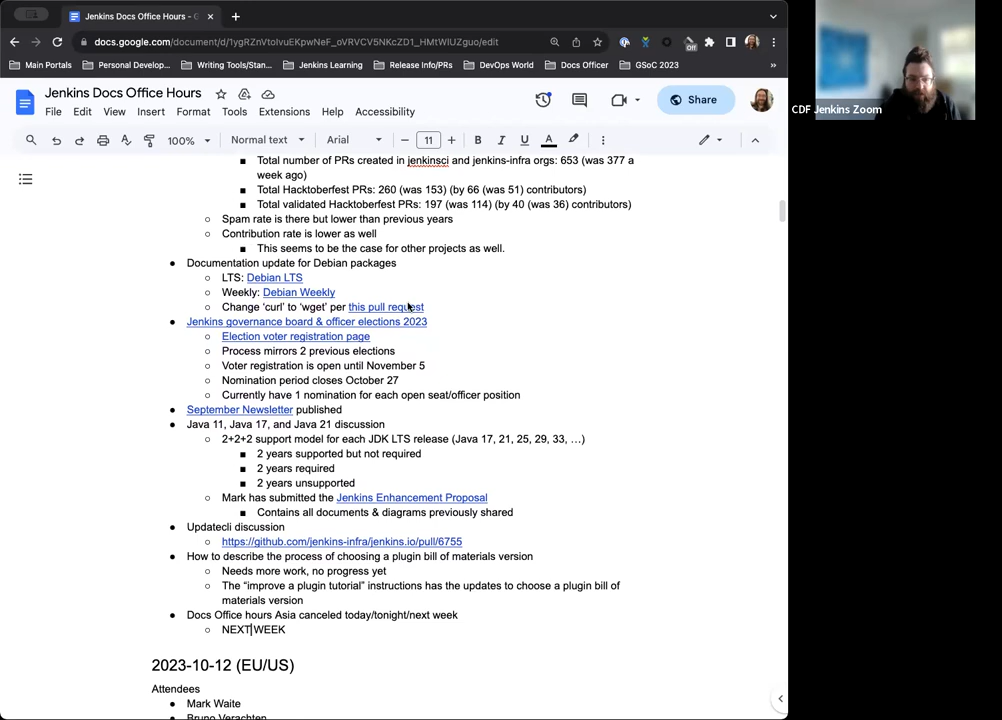 Jenkins Docs Office Hours - G
docs.google.com/document/d/1ygRZnVtoIvuEKpwNeF_oVRVCV5NKcZD1_HMtWlUZguo/edit
Main Portals
Personal Develop...
Writing Tools/Stan...
Jenkins Learning
Release Info/PRs
DevOps World
Docs Officer
GSoC 2023
»
Off
Jenkins Docs Office Hours
File Edit View Insert Format Tools Extensions Help Accessibility
Share
100% Normal text Arial 11 B I U A
■ Total number of PRs created in jenkinsci and jenkins-infra orgs: 653 (was 377 a
week ago)
■ Total Hacktoberfest PRs: 260 (was 153) (by 66 (was 51) contributors)
■ Total validated Hacktoberfest PRs: 197 (was 114) (by 40 (was 36) contributors)
○ Spam rate is there but lower than previous years
○ Contribution rate is lower as well
■ This seems to be the case for other projects as well.
● Documentation update for Debian packages
○ LTS: Debian LTS
○ Weekly: Debian Weekly
○ Change ‘curl’ to ‘wget’ per this pull request
● Jenkins governance board & officer elections 2023
○ Election voter registration page
○ Process mirrors 2 previous elections
○ Voter registration is open until November 5
○ Nomination period closes October 27
○ Currently have 1 nomination for each open seat/officer position
● September Newsletter published
● Java 11, Java 17, and Java 21 discussion
○ 2+2+2 support model for each JDK LTS release (Java 17, 21, 25, 29, 33, …)
■ 2 years supported but not required
■ 2 years required
■ 2 years unsupported
○ Mark has submitted the Jenkins Enhancement Proposal
■ Contains all documents & diagrams previously shared
● Updatecli discussion
○ https://github.com/jenkins-infra/jenkins.io/pull/6755
● How to describe the process of choosing a plugin bill of materials version
○ Needs more work, no progress yet
○ The “improve a plugin tutorial” instructions has the updates to choose a plugin bill of
materials version
● Docs Office hours Asia canceled today/tonight/next week
○ NEXT WEEK
2023-10-12 (EU/US)
Attendees
● Mark Waite
● Bruno Verachten
CDF Jenkins Zoom